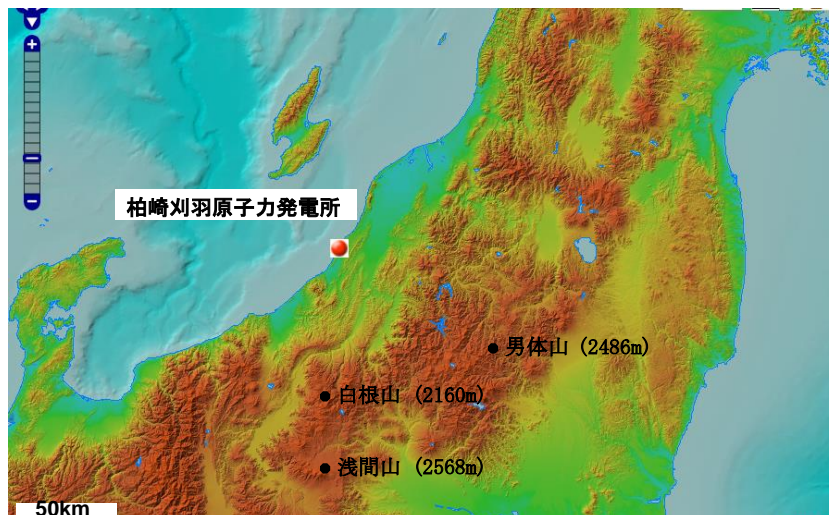 柏崎刈羽原子力発電所
男体山 (2486m)
白根山 (2160m)
浅間山 (2568m)
50km